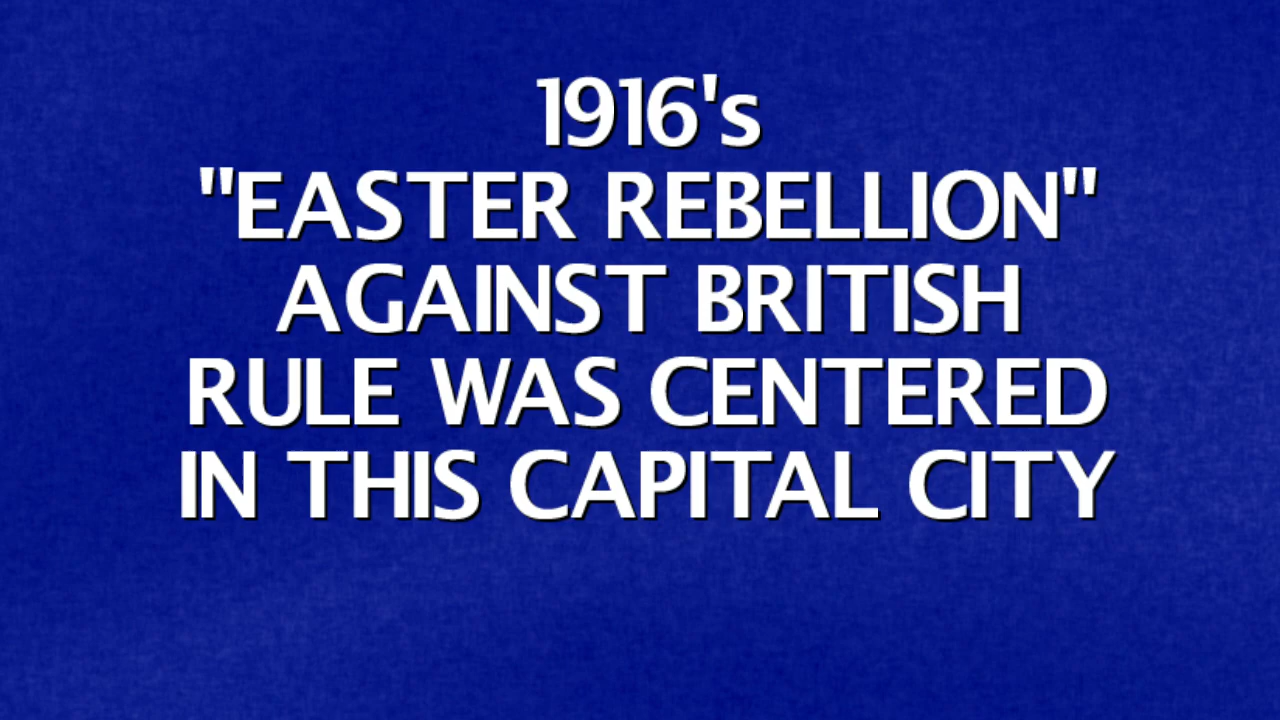 1916's
"EASTER REBELLION"
AGAINST BRITISH
RULE WAS CENTERED
IN THIS CAPITAL CITY